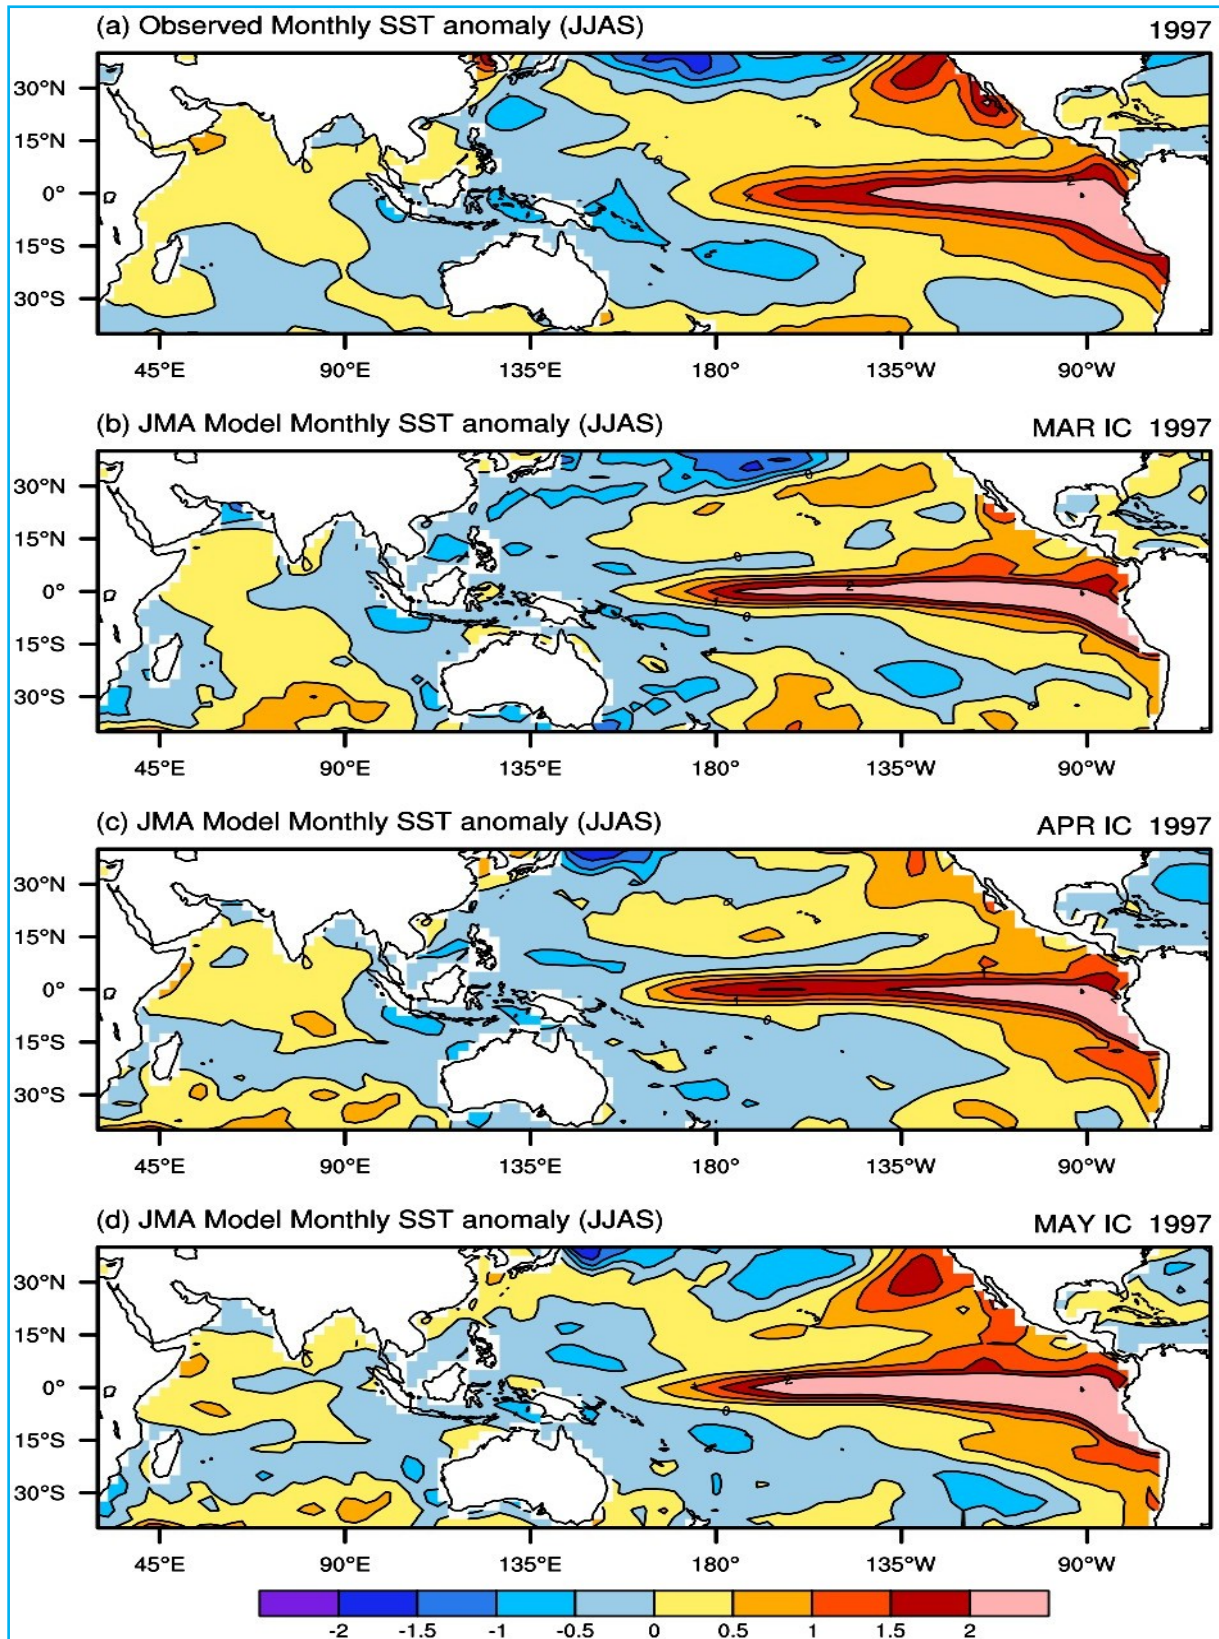 (a) Observed Monthly SST anomaly (JJAS) 1997
30°N
15°N
0°
15°S
30°S
45°E 90°E 135°E 180° 135°W 90°W
(b) JMA Model Monthly SST anomaly (JJAS) MAR IC 1997
30°N
15°N
0°
15°S
30°S
45°E 90°E 135°E 180° 135°W 90°W
(c) JMA Model Monthly SST anomaly (JJAS) APR IC 1997
30°N
15°N
0°
15°S
30°S
45°E 90°E 135°E 180° 135°W 90°W
(d) JMA Model Monthly SST anomaly (JJAS) MAY IC 1997
30°N
15°N
0°
15°S
30°S
45°E 90°E 135°E 180° 135°W 90°W
-2 -1.5 -1 -0.5 0 0.5 1 1.5 2